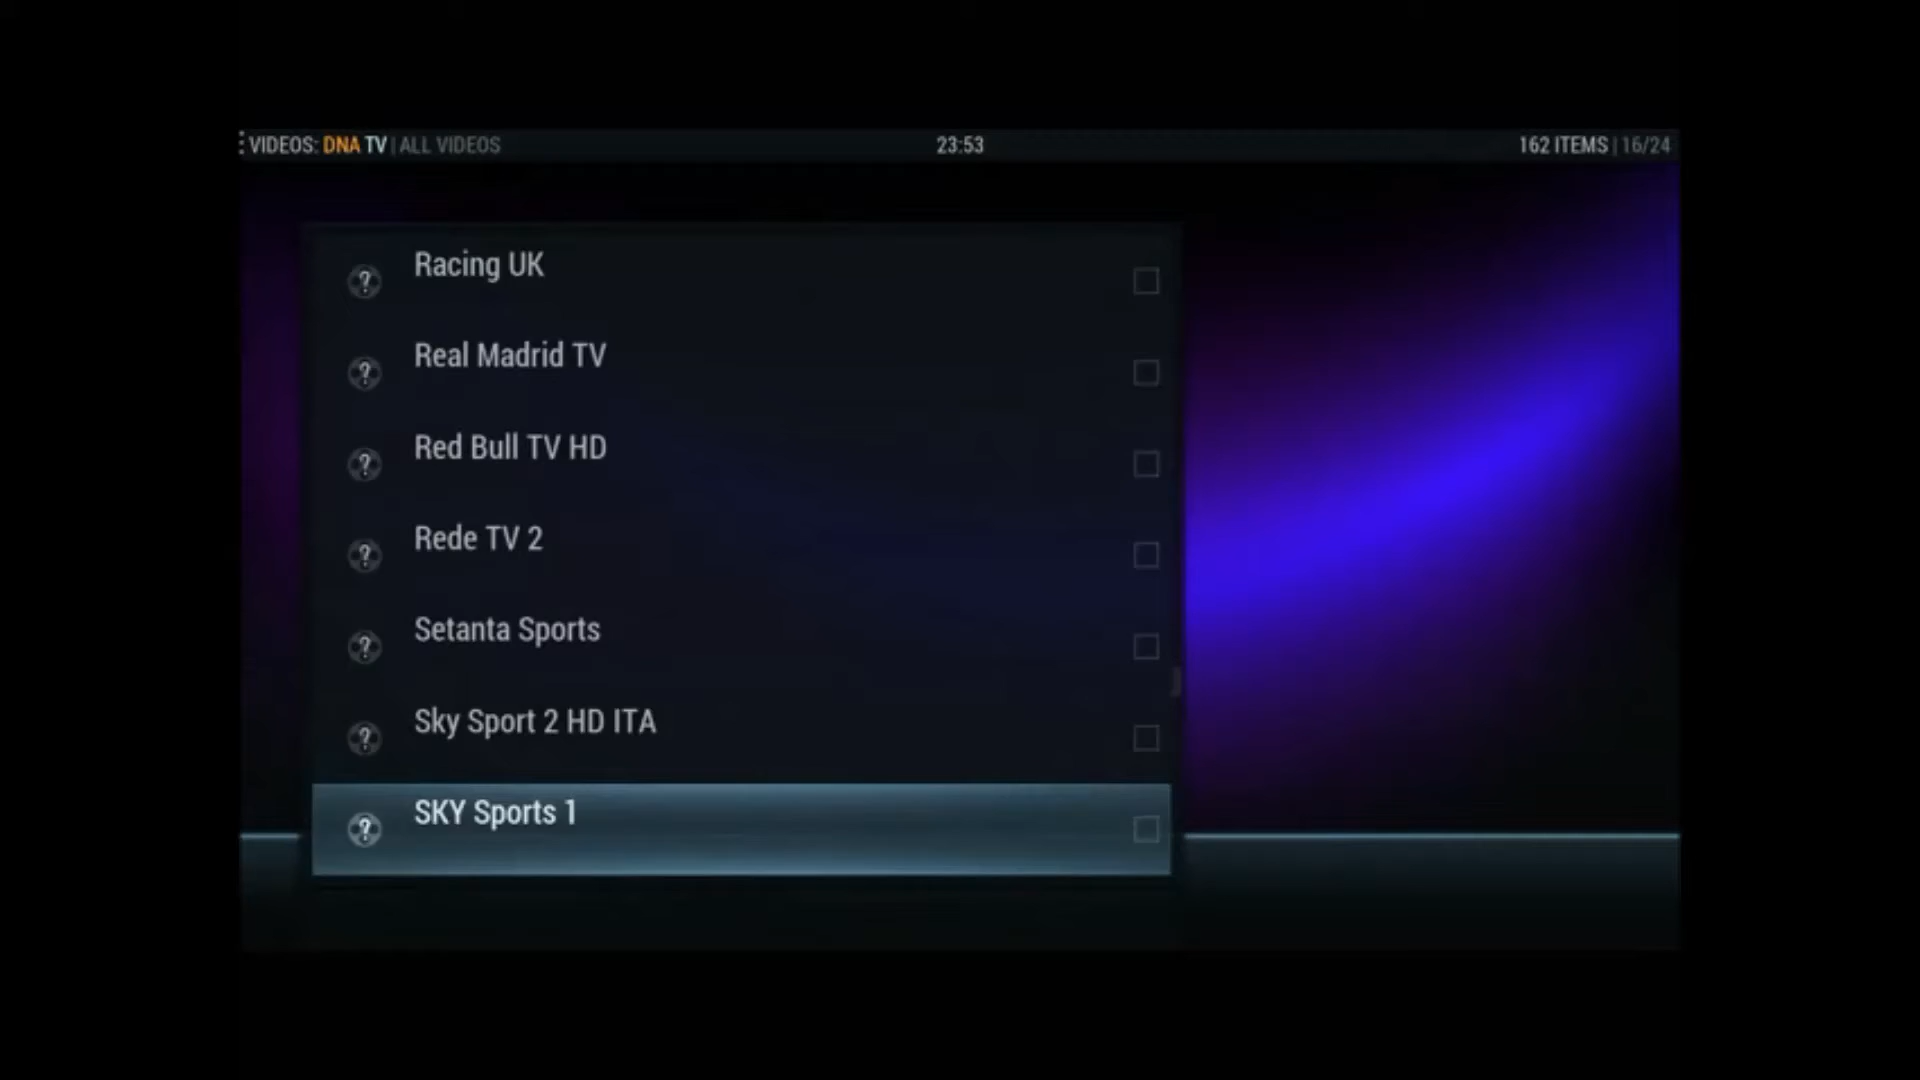 VIDEOS: DNA TV | ALL VIDEOS
23:53
162 ITEMS | 16/24
Racing UK
Real Madrid TV
Red Bull TV HD
Rede TV 2
Setanta Sports
Sky Sport 2 HD ITA
SKY Sports 1